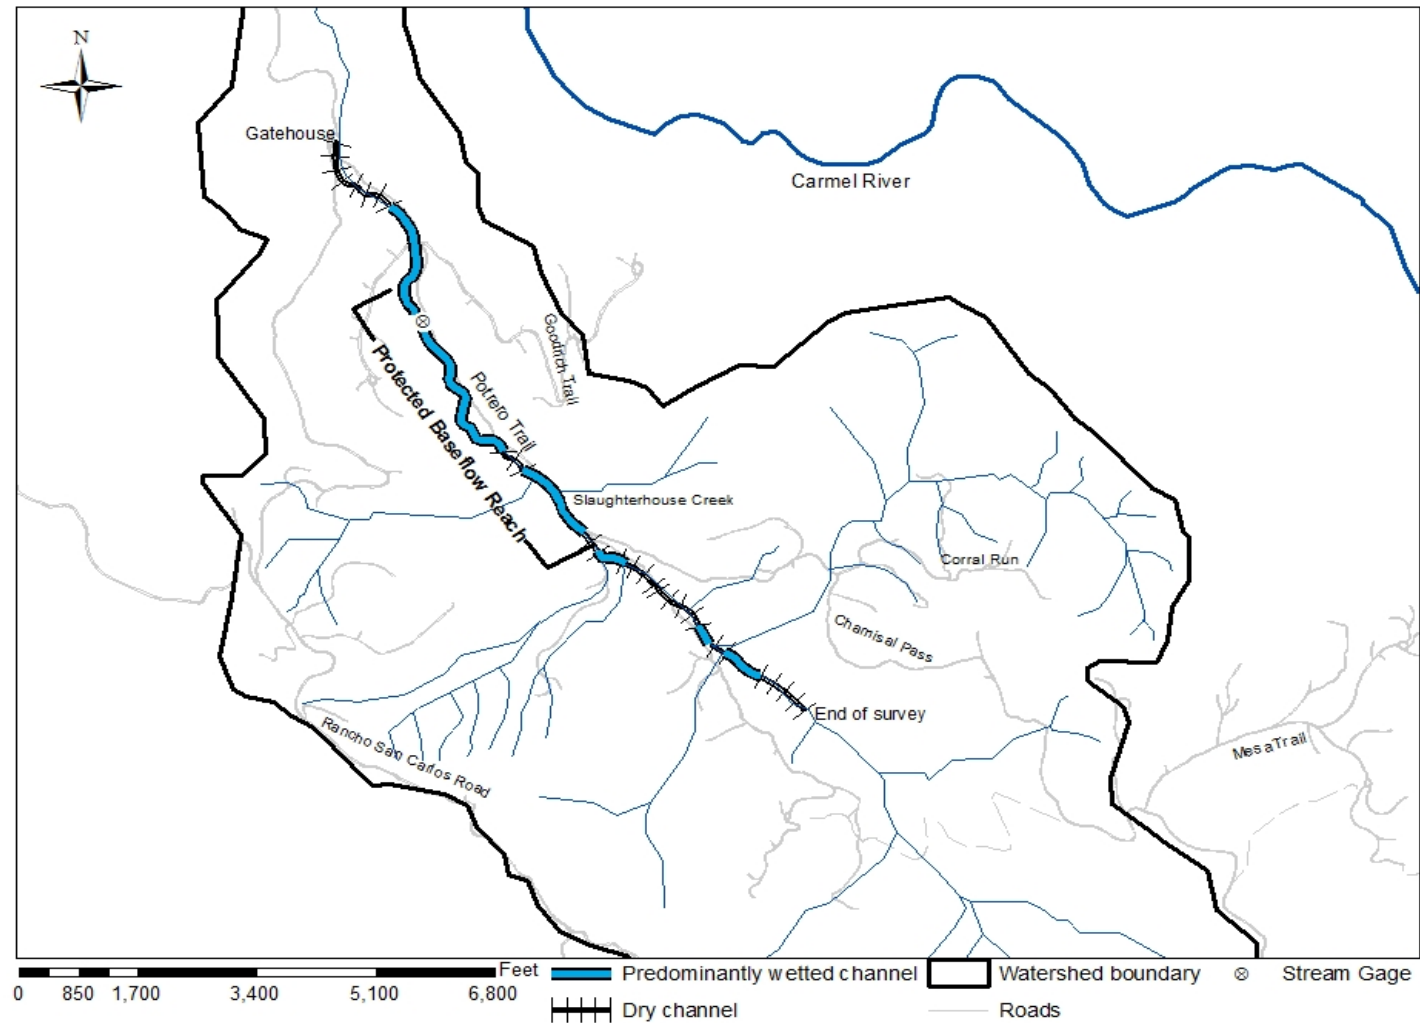 N
Gatehouse
Carmel River
Goodrich Trail
Potrero Trail
Protected Baseflow Reach
Slaughterhouse Creek
Corral Run
Chamisal Pass
End of survey
Rancho San Carlos Road
Mesa Trail
Feet
0 850 1,700 3,400 5,100 6,800
Predominantly wetted channel
Watershed boundary
Stream Gage
Dry channel
Roads